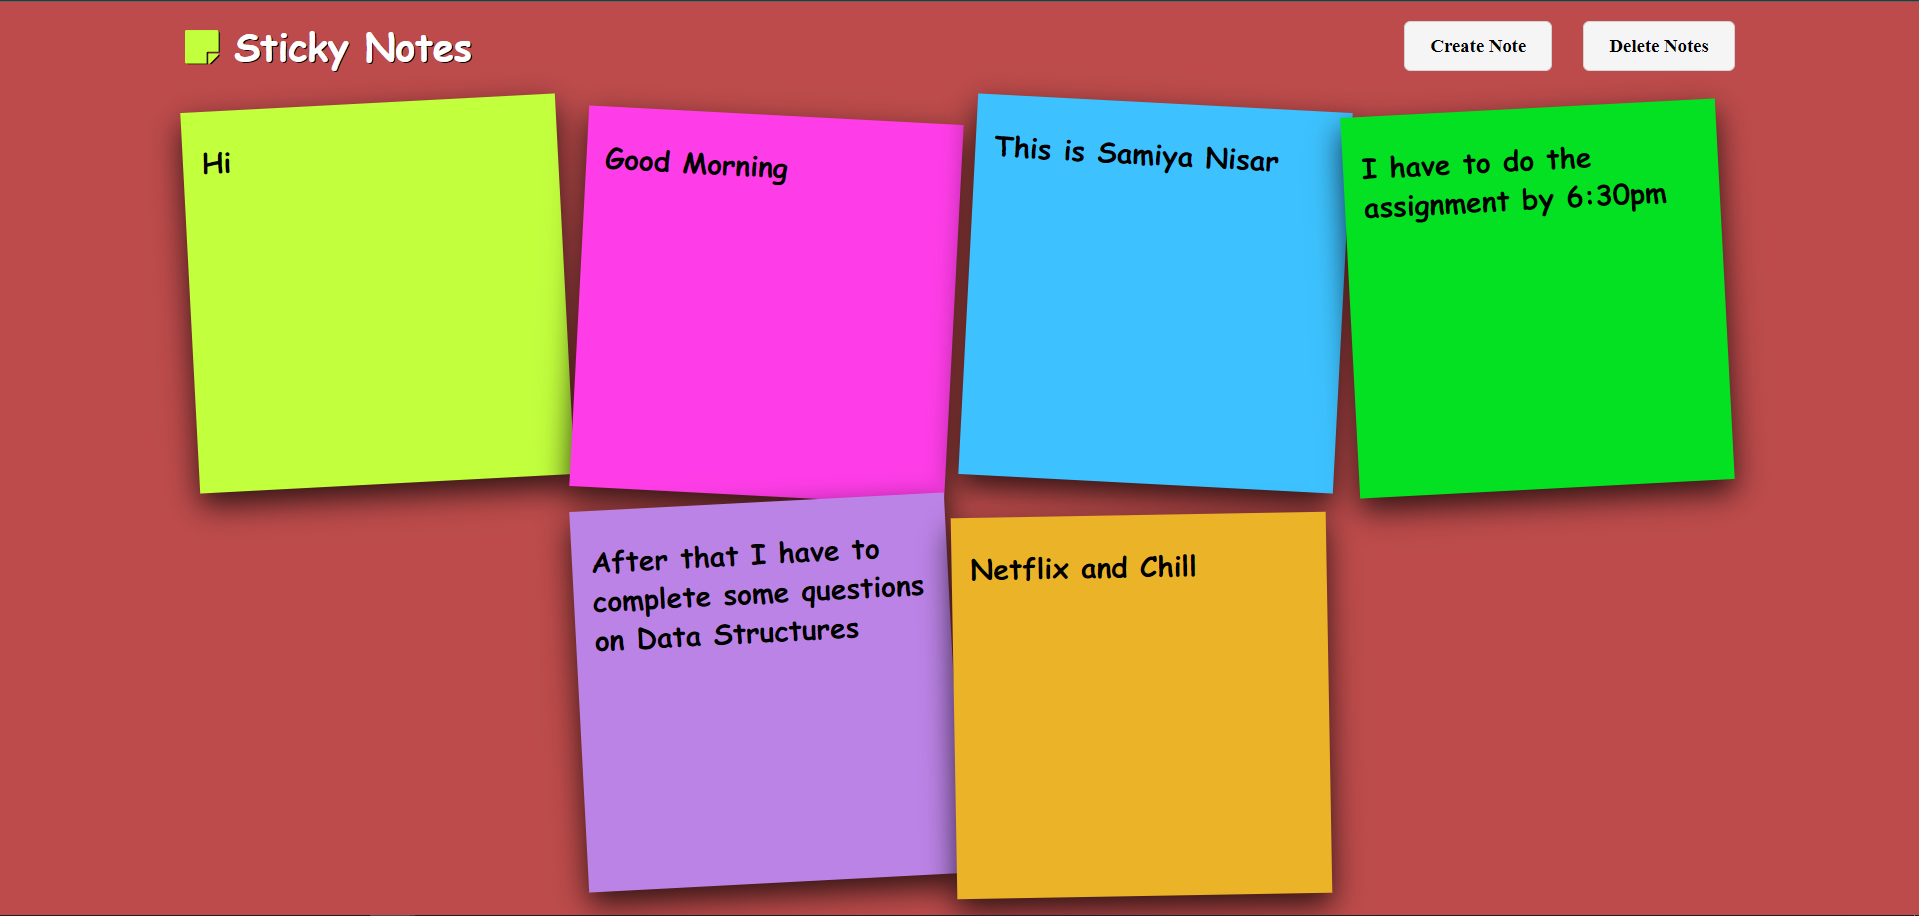 Sticky Notes
Create Note
Delete Notes
Hi
Good Morning
This is Samiya Nisar
I have to do the
assignment by 6:30pm
After that I have to
complete some questions
on Data Structures
Netflix and Chill